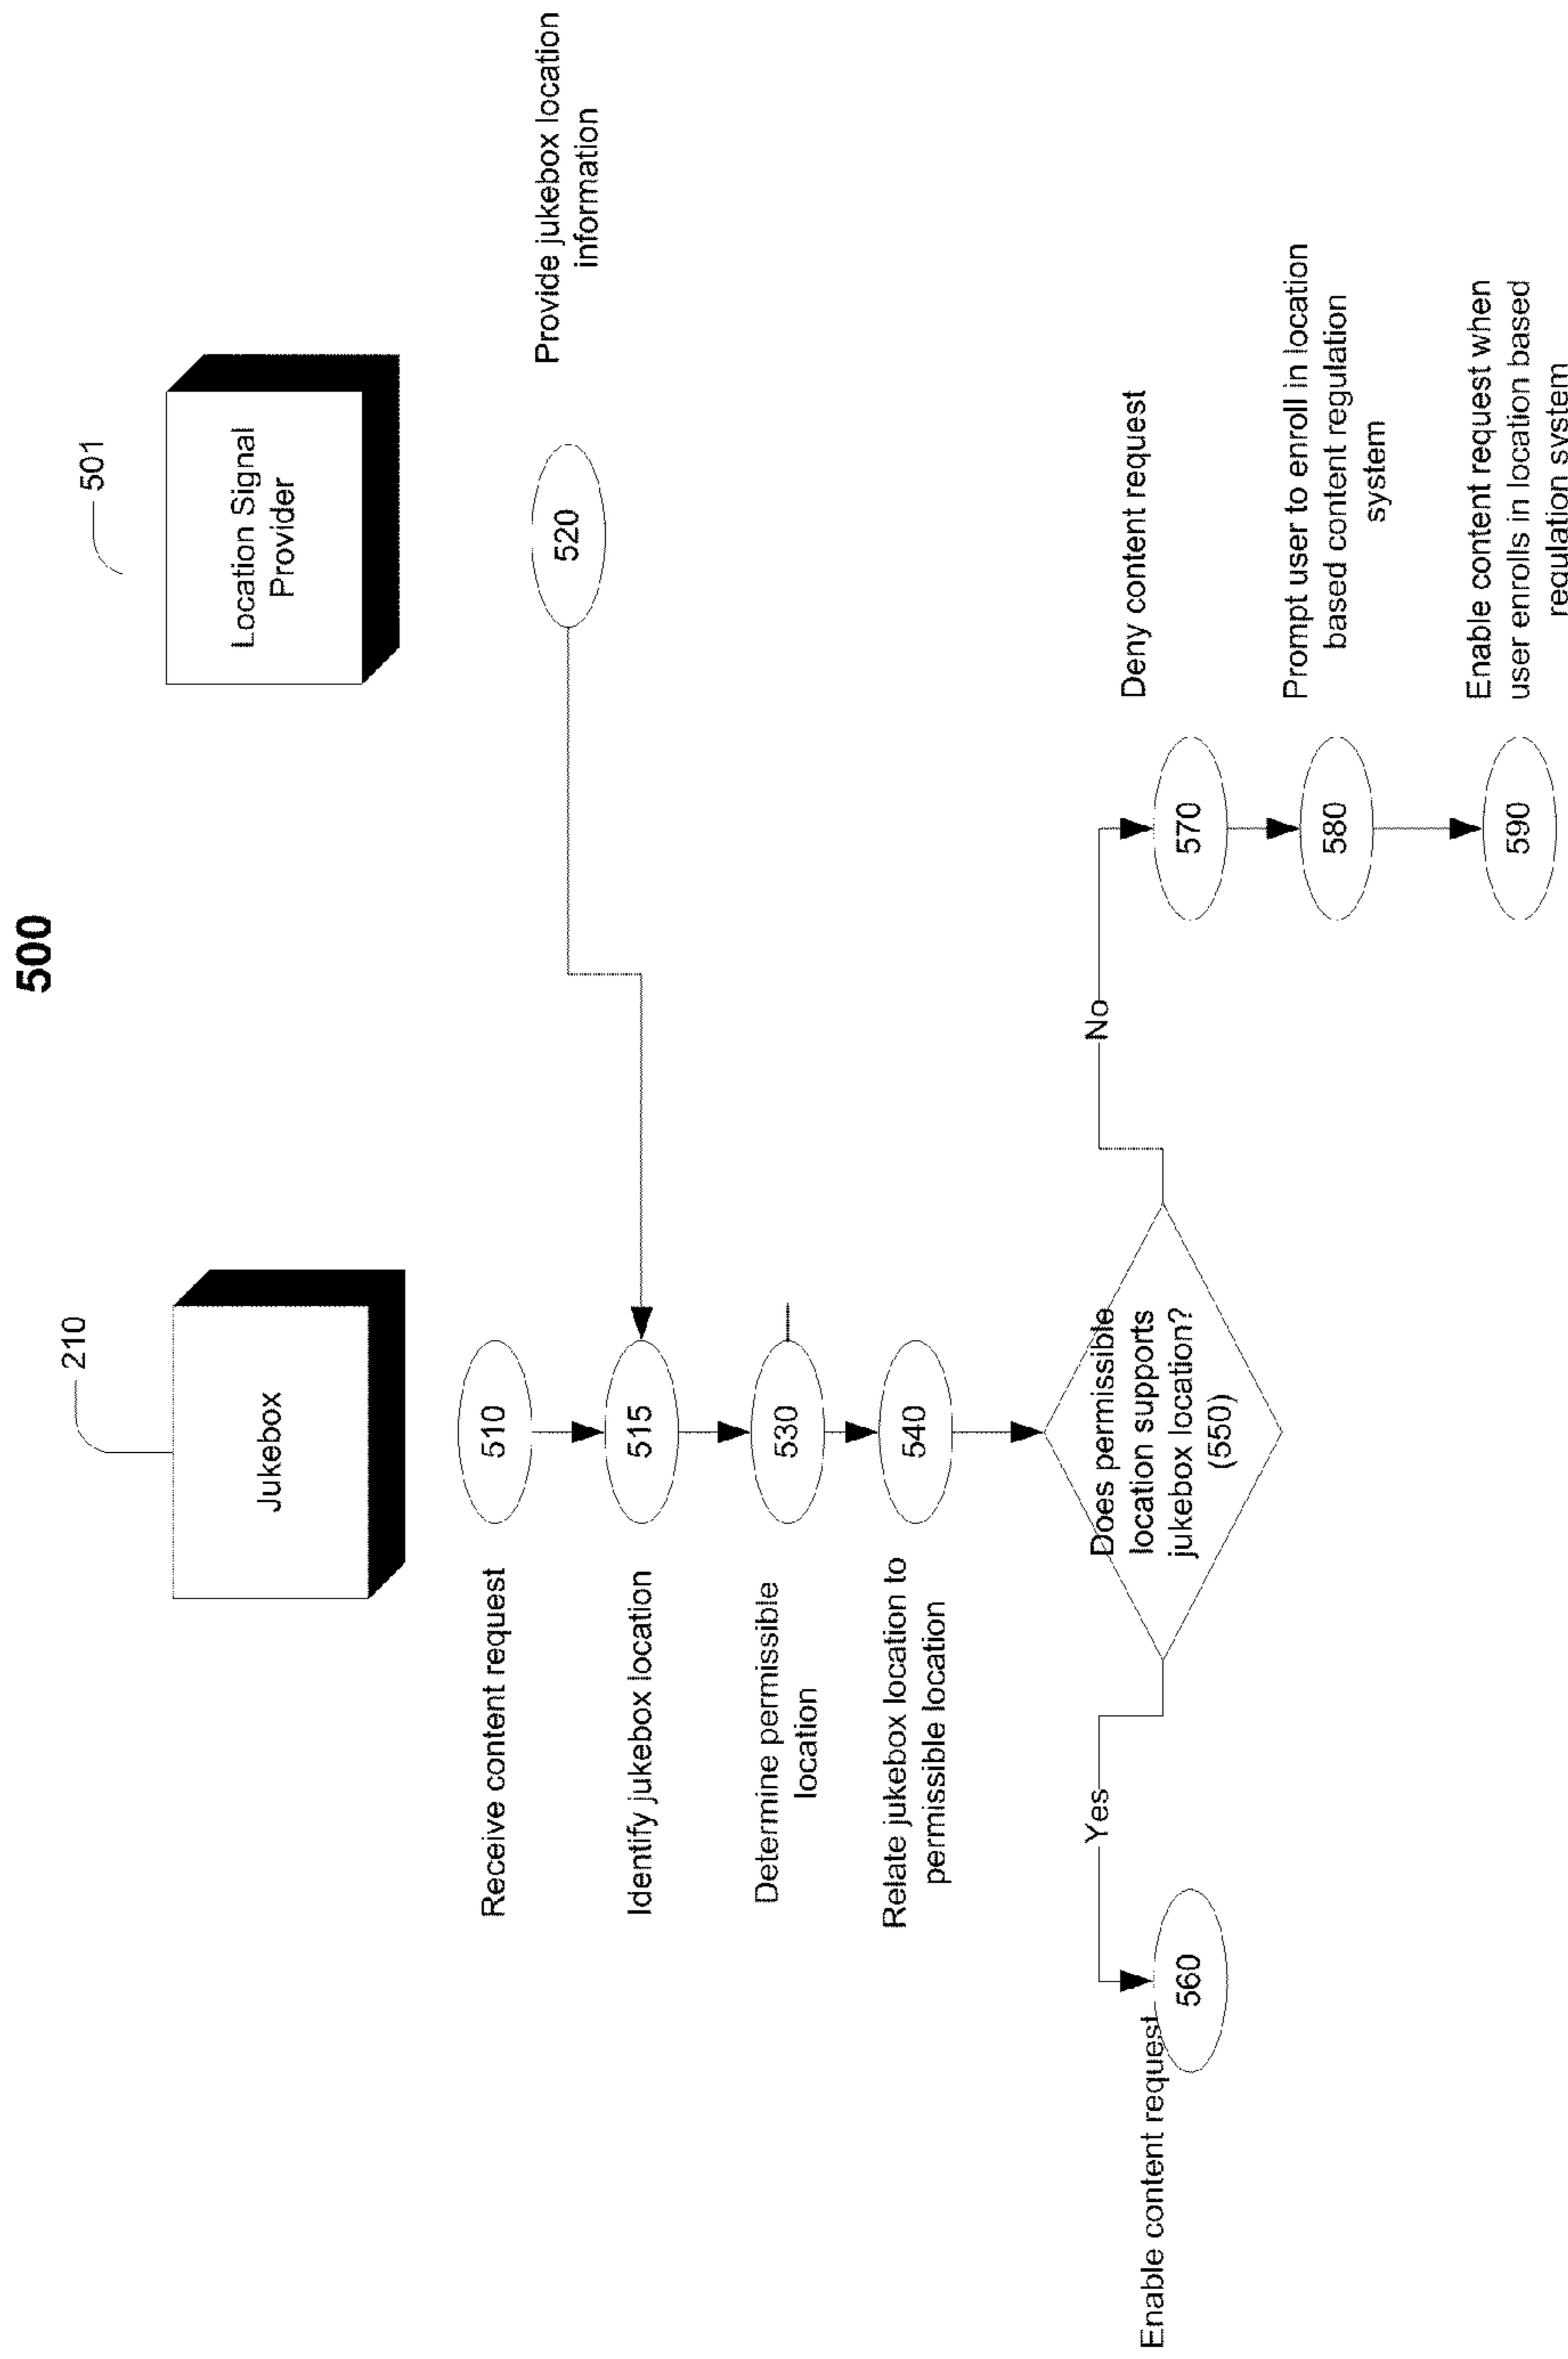 500
210
501
Jukebox
Location Signal
Provider
Receive content request
510
Provide jukebox location
information
520
Identify jukebox location
515
Determine permissible
location
530
Relate jukebox location to
permissible location
540
Does permissible
location supports
jukebox location?
(550)
Yes
No
Enable content request
560
Deny content request
570
Prompt user to enroll in location
based content regulation
system
580
Enable content request when
user enrolls in location based
regulation system
590